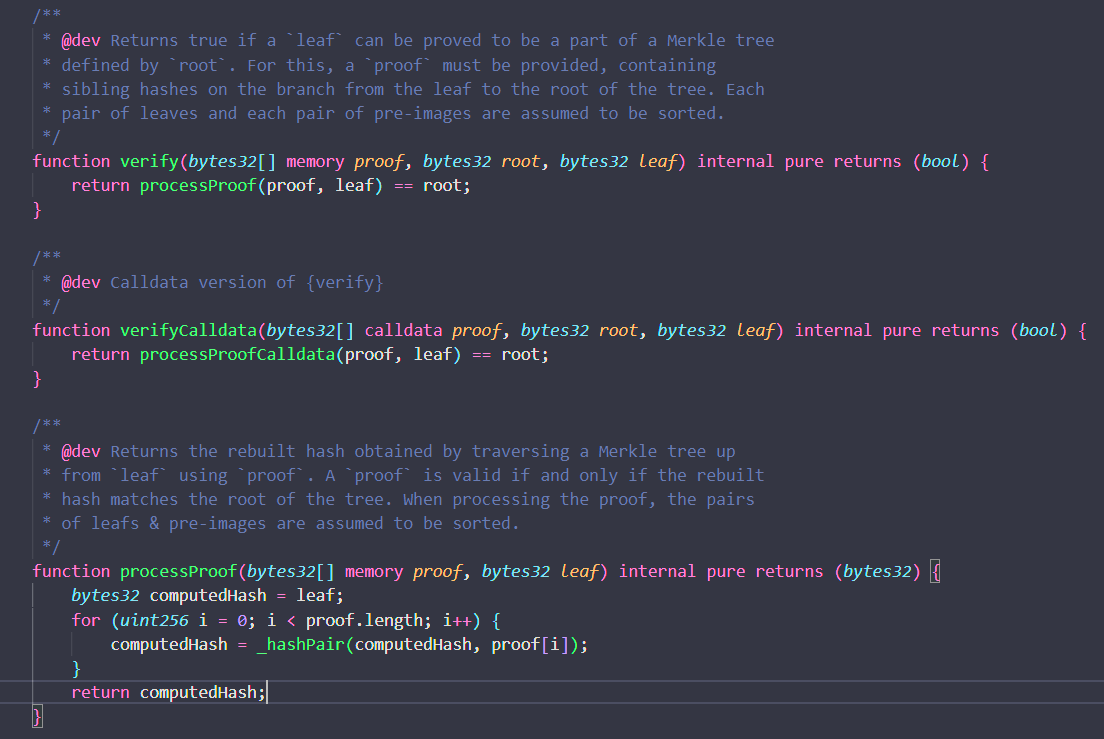 /**
 * @dev Returns true if a `leaf` can be proved to be a part of a Merkle tree
 * defined by `root`. For this, a `proof` must be provided, containing
 * sibling hashes on the branch from the leaf to the root of the tree. Each
 * pair of leaves and each pair of pre-images are assumed to be sorted.
 */
function verify(bytes32[] memory proof, bytes32 root, bytes32 leaf) internal pure returns (bool) {
    return processProof(proof, leaf) == root;
}

/**
 * @dev Calldata version of {verify}
 */
function verifyCalldata(bytes32[] calldata proof, bytes32 root, bytes32 leaf) internal pure returns (bool) {
    return processProofCalldata(proof, leaf) == root;
}

/**
 * @dev Returns the rebuilt hash obtained by traversing a Merkle tree up
 * from `leaf` using `proof`. A `proof` is valid if and only if the rebuilt
 * hash matches the root of the tree. When processing the proof, the pairs
 * of leafs & pre-images are assumed to be sorted.
 */
function processProof(bytes32[] memory proof, bytes32 leaf) internal pure returns (bytes32) {
    bytes32 computedHash = leaf;
    for (uint256 i = 0; i < proof.length; i++) {
        computedHash = _hashPair(computedHash, proof[i]);
    }
    return computedHash;
}